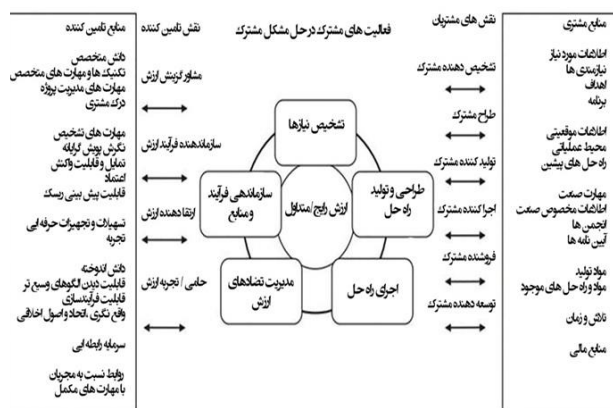 منابع مشتری
اطلاعات مورد نیاز
نیازمندی ها
اهداف
برنامه
اطلاعات موقعیتی
محیط عملیاتی
راه حل های پیشین
مهارت صنعت
اطلاعات مخصوص صنعت
انجمن ها
آیین نامه ها
مواد تولید
مواد و راه حل های موجود
تلاش و زمان
منابع مالی
نقش های مشتریان
تشخیص دهنده مشترک
طراح مشترک
تولید کننده مشترک
اجرا کننده مشترک
فروشنده مشترک
توسعه دهنده مشترک
فعالیت های مشترک در حل مشکل مشترک
تشخیص نیازها
طراحی و تولید
راه حل
اجرای راه حل
مدیریت تضادهای
ارزش
سازماندهی فرآیند
و منابع
ارزش رایج/متداول
نقش تامین کننده
مشاور گزینش ارزش
سازماندهنده فرآیند ارزش
ارتقا دهنده ارزش
حامی / تجربه ارزش
منابع تامین کننده
دانش متخصص
تکنیک ها و مهارت های متخصص
مهارت های مدیریت پروژه
درک مشتری
مهارت های تشخیص
نگرش پویش گرایانه
تمایل و قابلیت واکنش
اعتماد
قابلیت پیش بینی ریسک
تسهیلات و تجهیزات حرفه ایی
تجربه
دانش اندوخته
قابلیت دیدن الگوهای وسیع تر
قابلیت فرآیندسازی
واقع نگری، اتحاد و اصول اخلاقی
سرمایه رابطه ایی
روابط نسبت به مجریان
با مهارت های مکمل